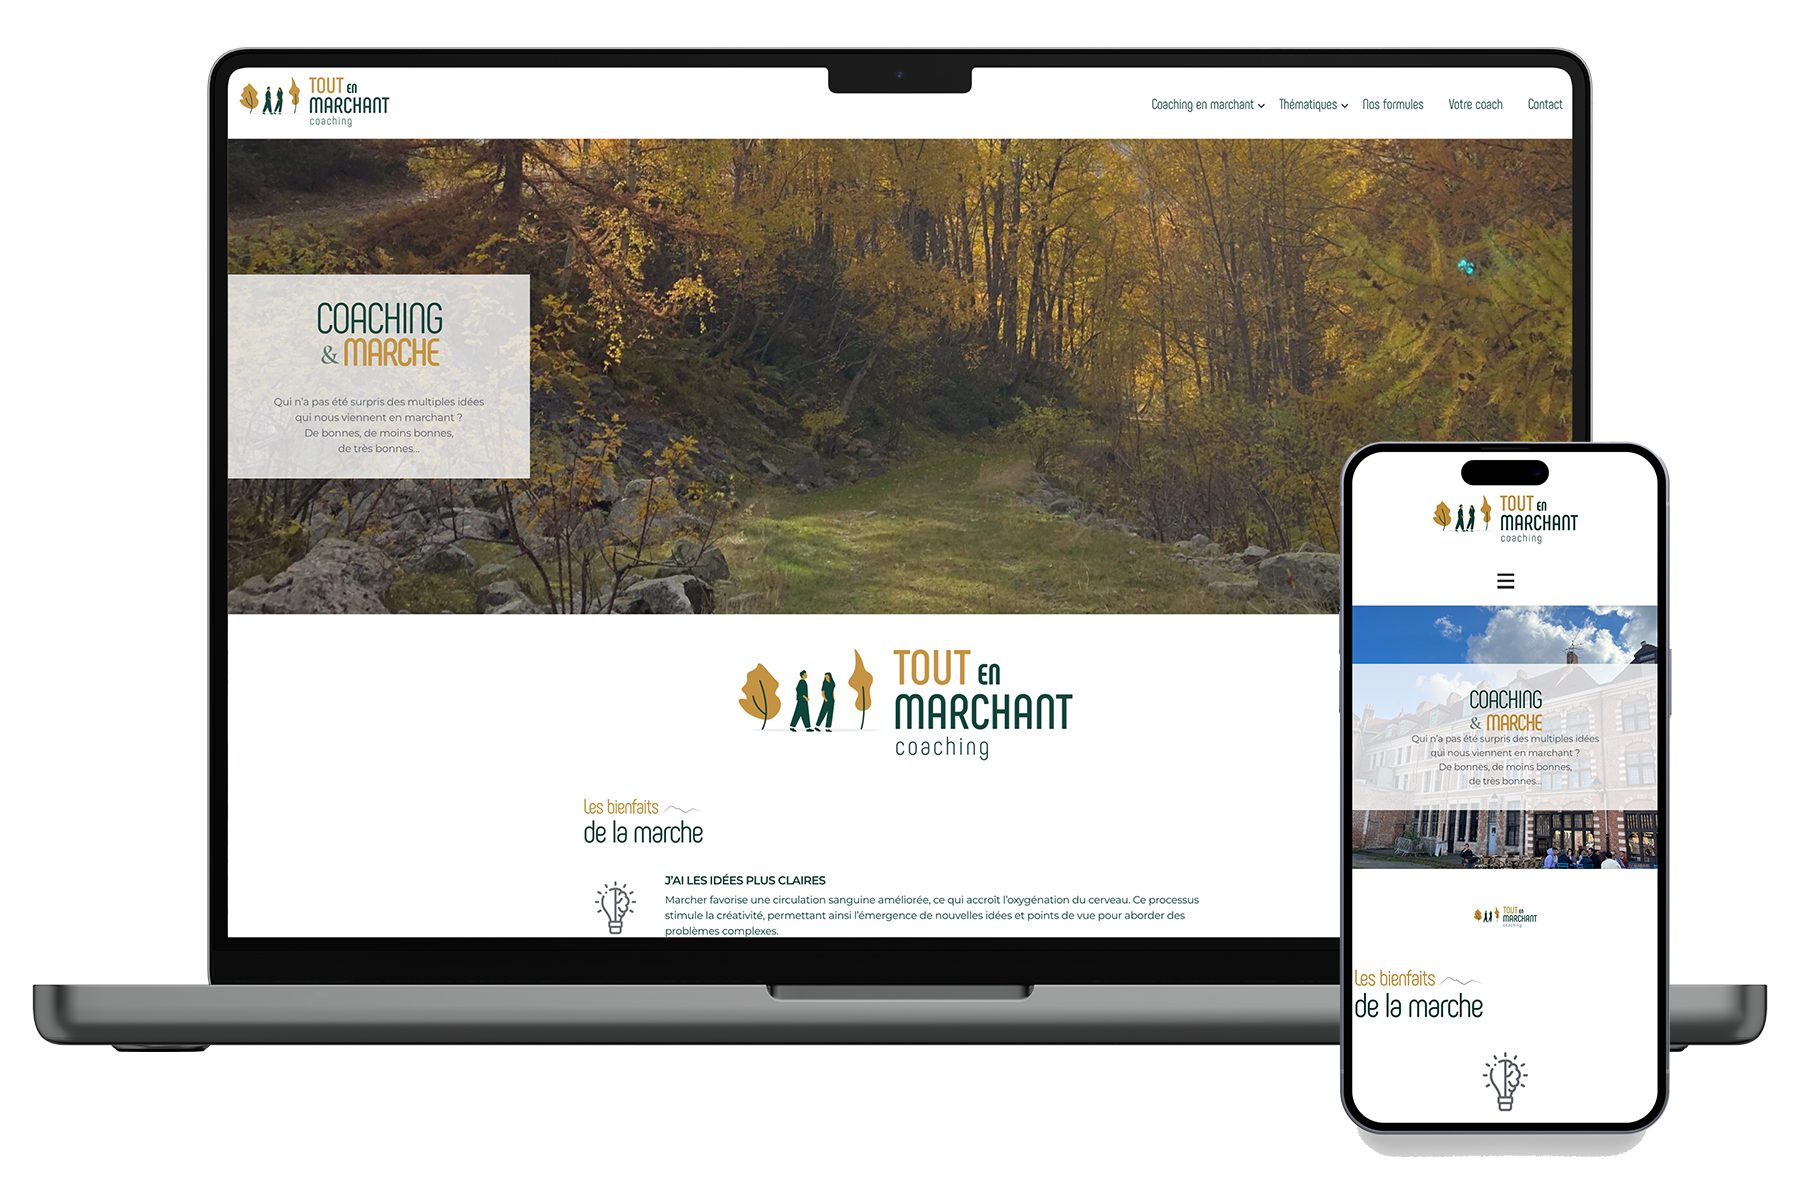 TOUT EN
MARCHANT
coaching
Coaching en marchant
Thématiques
Nos formules
Votre coach
Contact
COACHING
& MARCHE
Qui n'a pas été surpris des multiples idées
qui nous viennent en marchant ?
De bonnes, de moins bonnes,
de très bonnes...
TOUT EN
MARCHANT
coaching
Les bienfaits
de la marche
J'AI LES IDÉES PLUS CLAIRES
Marcher favorise une circulation sanguine améliorée, ce qui accroît l'oxygénation du cerveau. Ce processus
stimule la créativité, permettant ainsi l'émergence de nouvelles idées et points de vue pour aborder des
problèmes complexes.
TOUT EN
MARCHANT
coaching
COACHING
& MARCHE
Qui n'a pas été surpris des multiples idées
qui nous viennent en marchant ?
De bonnes, de moins bonnes,
de très bonnes...
TOUT EN
MARCHANT
coaching
Les bienfaits
de la marche